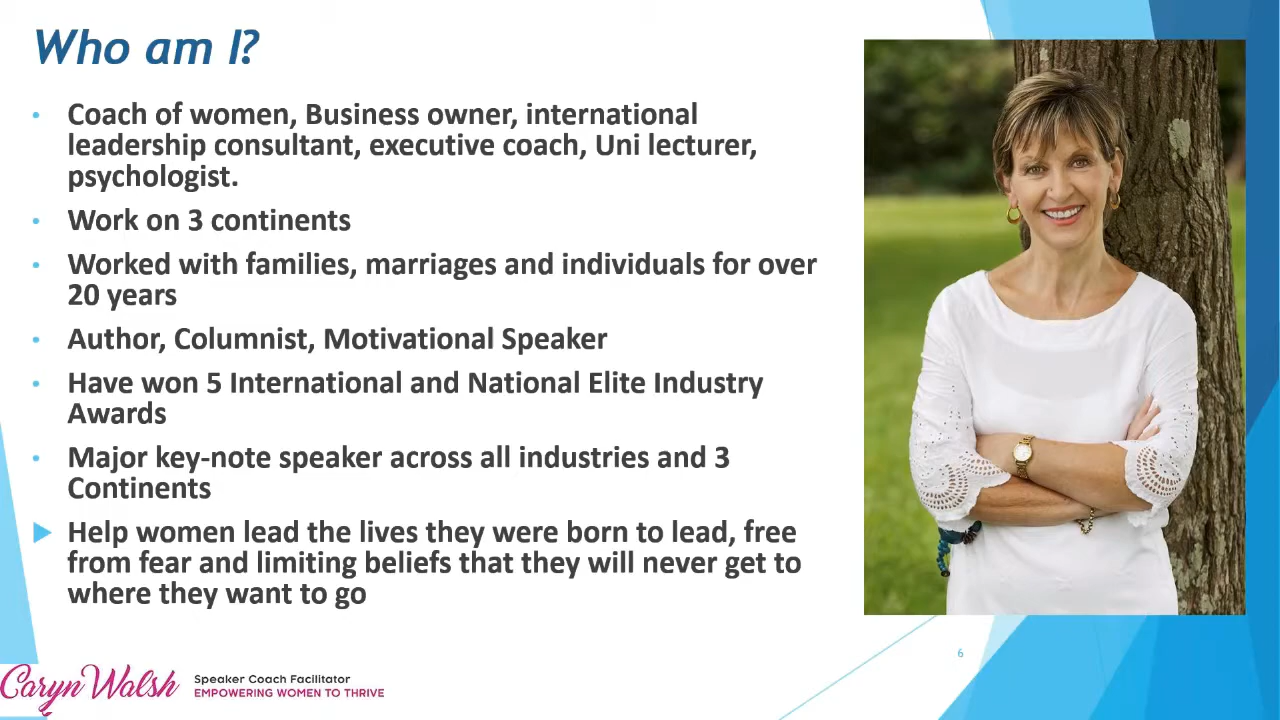 Who am I?
• Coach of women, Business owner, international
leadership consultant, executive coach, Uni lecturer,
psychologist.
• Work on 3 continents
• Worked with families, marriages and individuals for over
20 years
• Author, Columnist, Motivational Speaker
• Have won 5 International and National Elite Industry
Awards
• Major key-note speaker across all industries and 3
Continents
▶ Help women lead the lives they were born to lead, free
from fear and limiting beliefs that they will never get to
where they want to go
6
Caryn Walsh
Speaker Coach Facilitator
EMPOWERING WOMEN TO THRIVE